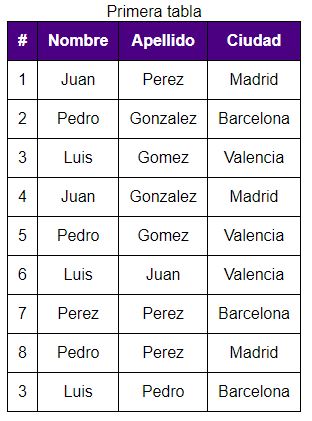 Primera tabla
# Nombre Apellido Ciudad
1 Juan Perez Madrid
2 Pedro Gonzalez Barcelona
3 Luis Gomez Valencia
4 Juan Gonzalez Madrid
5 Pedro Gomez Valencia
6 Luis Juan Valencia
7 Perez Perez Barcelona
8 Pedro Perez Madrid
3 Luis Pedro Barcelona